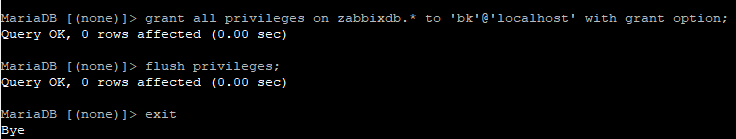 MariaDB [(none)]> grant all privileges on zabbixdb.* to 'bk'@'localhost' with grant option;
Query OK, 0 rows affected (0.00 sec)
MariaDB [(none)]> flush privileges;
Query OK, 0 rows affected (0.00 sec)
MariaDB [(none)]> exit
Bye